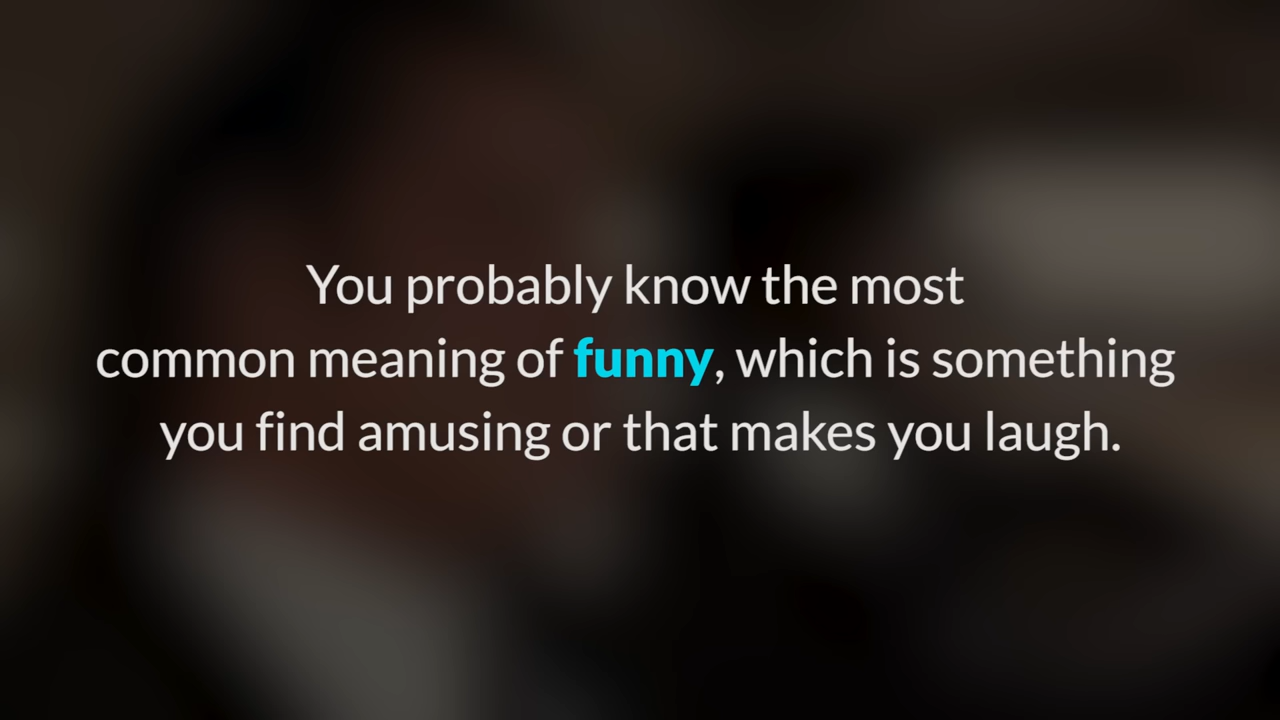 You probably know the most
common meaning of funny, which is something
you find amusing or that makes you laugh.